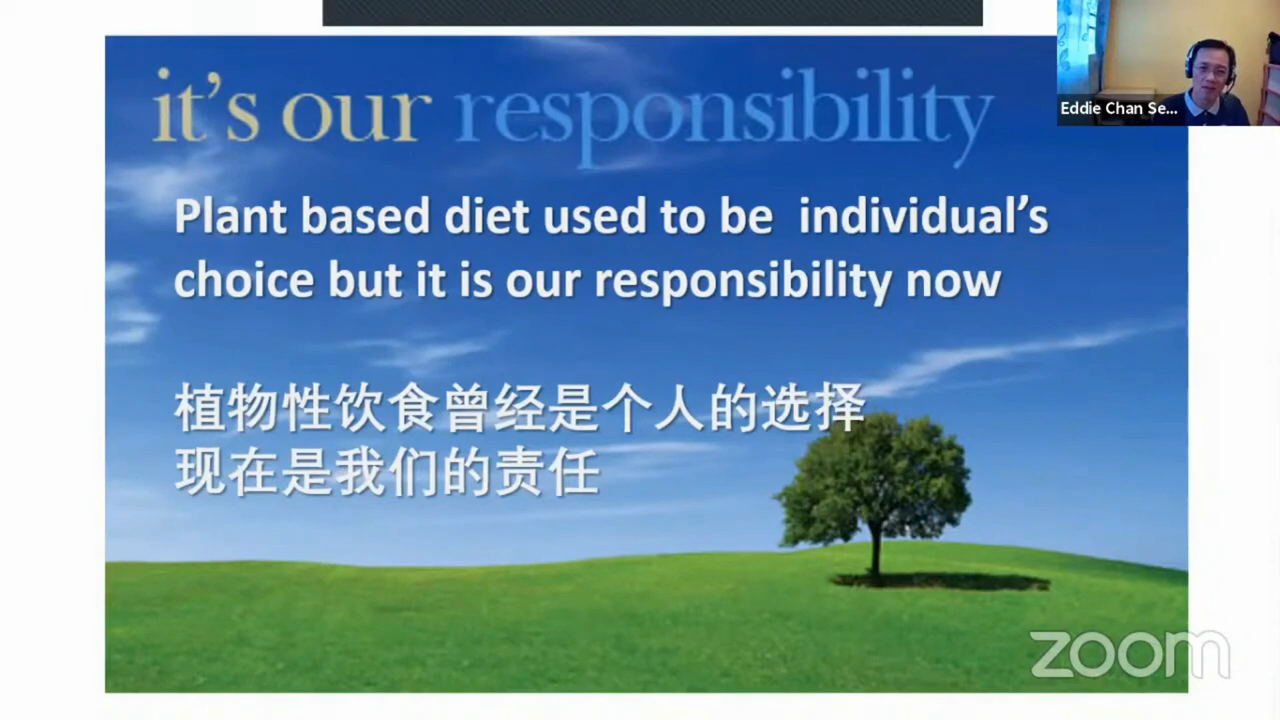 it's our responsibility
Eddie Chan Se...
Plant based diet used to be individual's
choice but it is our responsibility now
植物性饮食曾经是个人的选择
现在是我们的责任
zoom